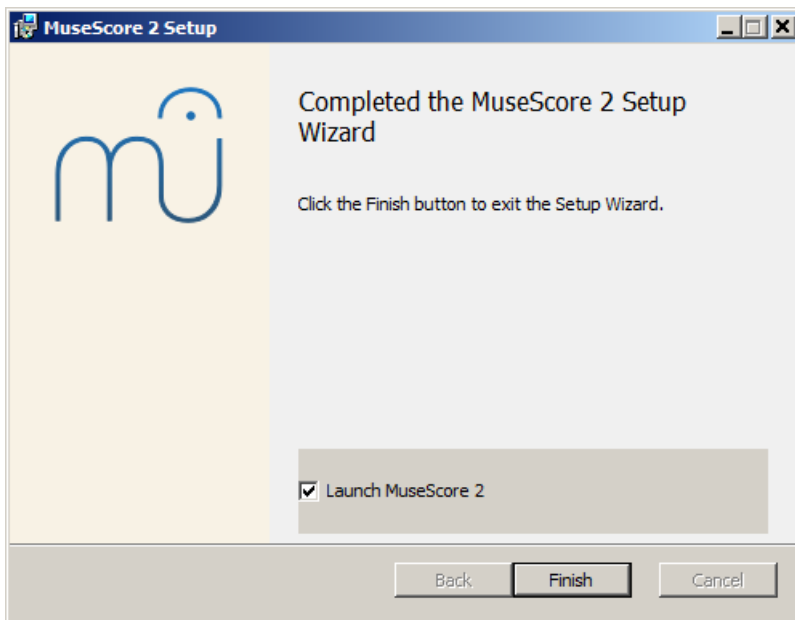 MuseScore 2 Setup
Completed the MuseScore 2 Setup
Wizard
Click the Finish button to exit the Setup Wizard.
Launch MuseScore 2
Back Finish Cancel